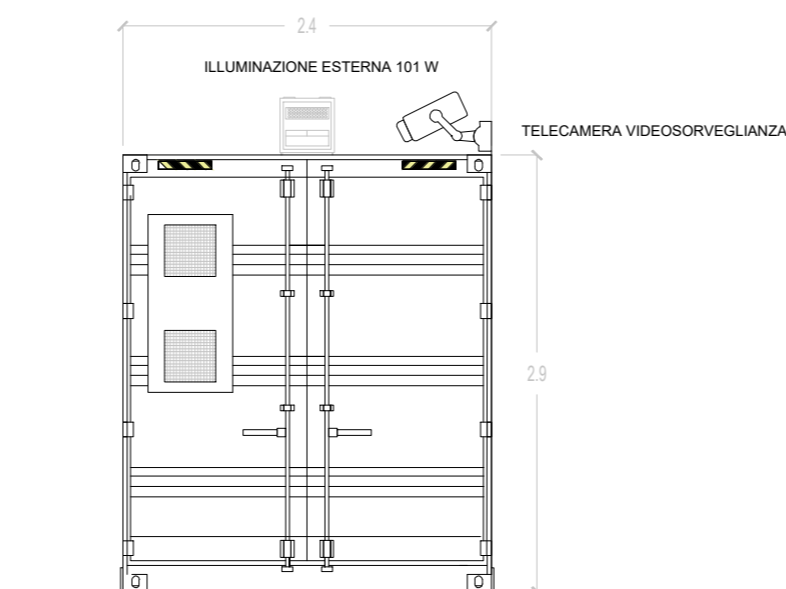 2.4
ILLUMINAZIONE ESTERNA 101 W
TELECAMERA VIDEOSORVEGLIANZA
2.9